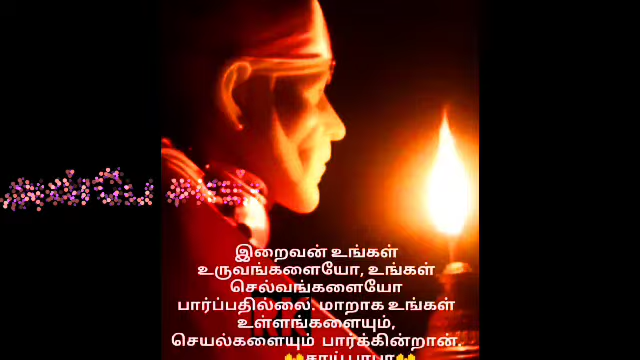 இறைவன் உங்கள்
உருவங்களையோ, உங்கள்
செல்வங்களையோ
பார்ப்பதில்லை. மாறாக உங்கள்
உள்ளங்களையும்,
செயல்களையும் பார்க்கின்றான்.